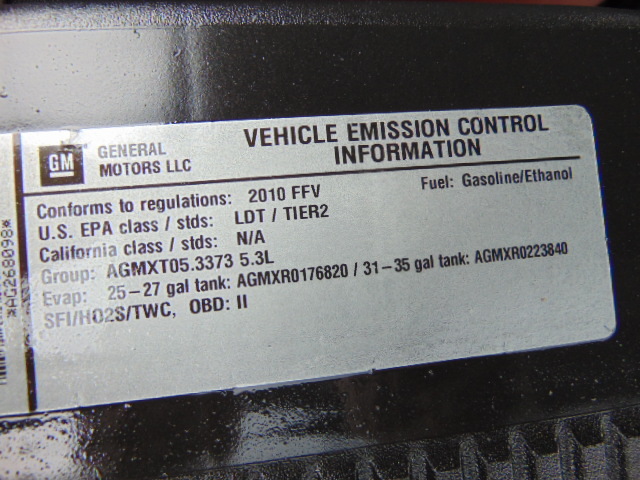 VEHICLE EMISSION CONTROL
INFORMATION
GM
GENERAL
MOTORS LLC
Conforms to regulations: 2010 FFV
Fuel: Gasoline/Ethanol
U.S. EPA class / stds: LDT / TIER2
California class / stds: N/A
Group: AGMXT05.3373 5.3L
Evap: 25-27 gal tank: AGMXR0176820 / 31-35 gal tank: AGMXR0223840
SFI/HO2S/TWC, OBD: II
*AG268098*